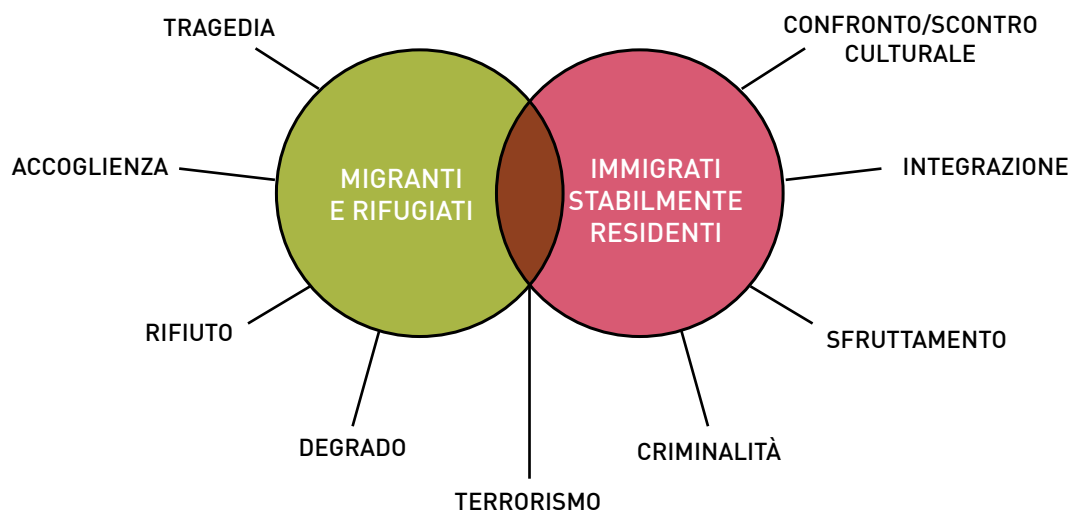 TRAGEDIA
CONFRONTO/SCONTRO
CULTURALE
ACCOGLIENZA
MIGRANTI
E RIFUGIATI
IMMIGRATI
STABILMENTE
RESIDENTI
INTEGRAZIONE
RIFIUTO
SFRUTTAMENTO
DEGRADO
CRIMINALITÀ
TERRORISMO